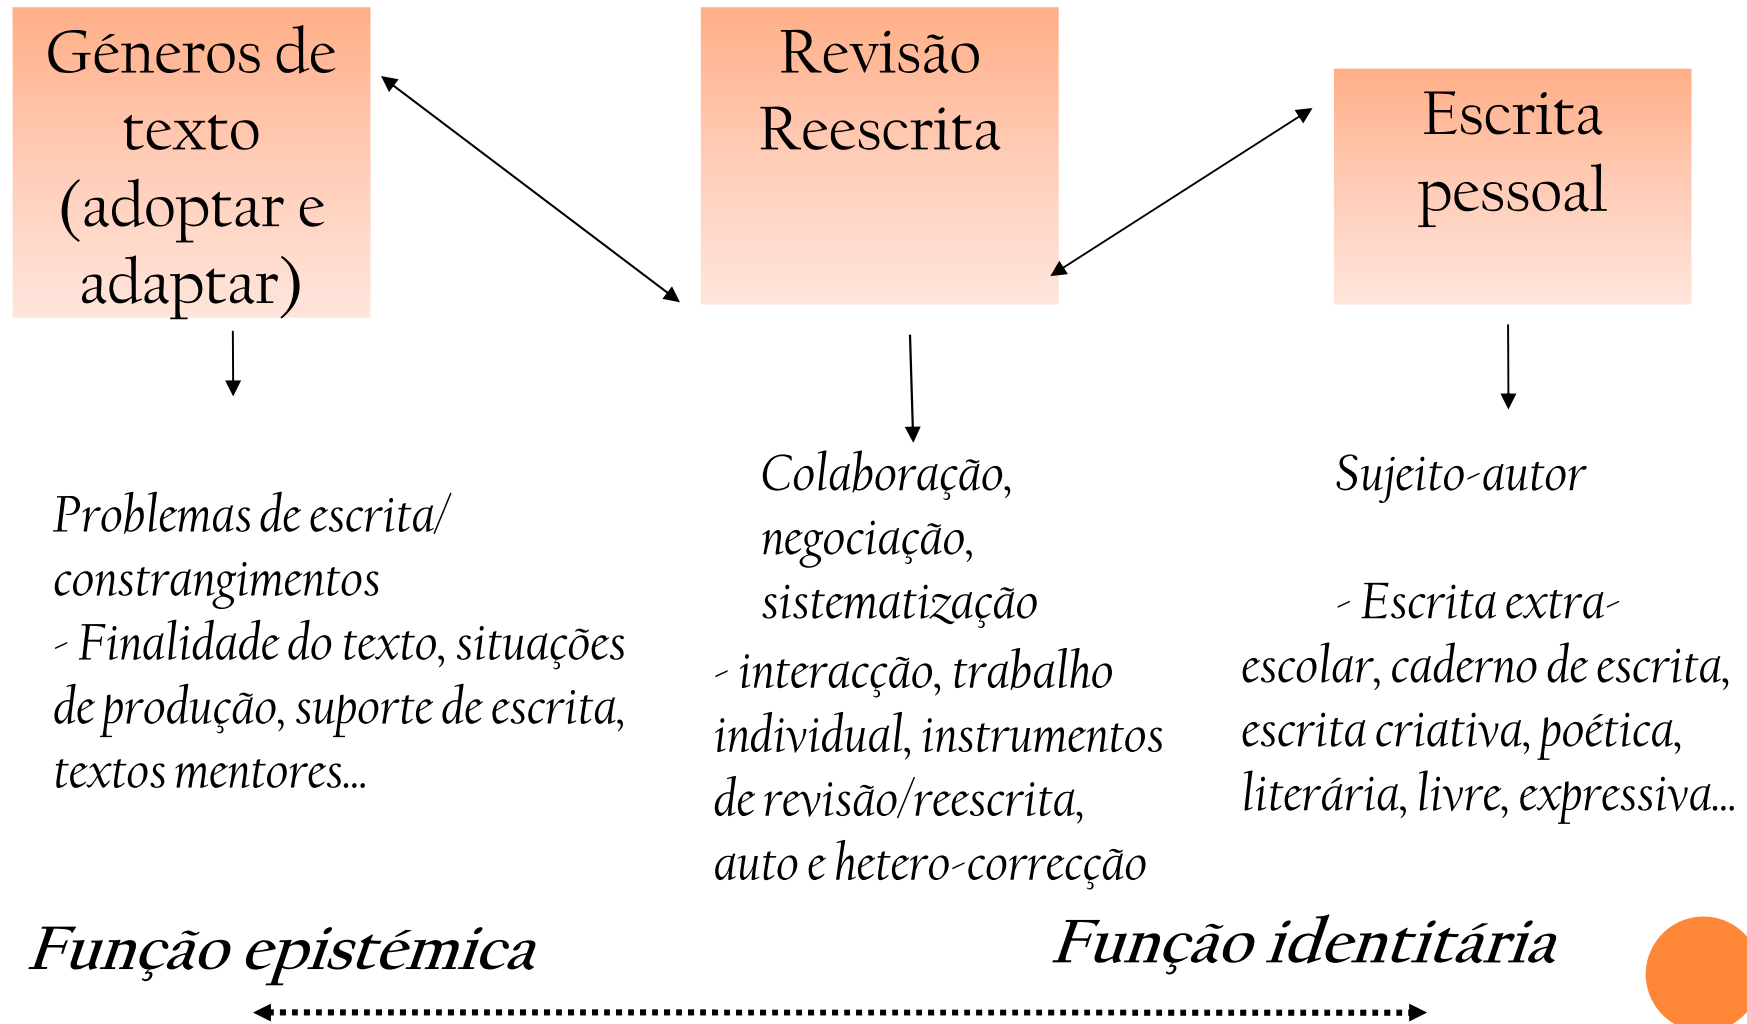 Géneros de
texto
(adoptar e
adaptar)
Revisão
Reescrita
Escrita
pessoal
Problemas de escrita/
constrangimentos
- Finalidade do texto, situações
de produção, suporte de escrita,
textos mentores...
Colaboração,
negociação,
sistematização
- interacção, trabalho
individual, instrumentos
de revisão/reescrita,
auto e hetero-correcção
Sujeito-autor
- Escrita extra-
escolar, caderno de escrita,
escrita criativa, poética,
literária, livre, expressiva...
Função epistémica
Função identitária